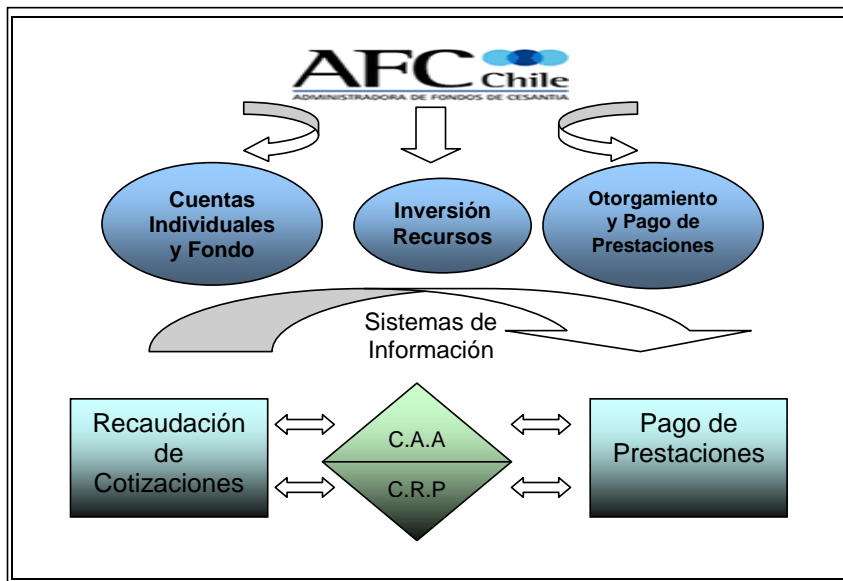 AFC
Chile
ADMINISTRADORA DE FONDOS DE CESANTIA
Cuentas
Individuales
y Fondo
Inversión
Recursos
Otorgamiento
y Pago de
Prestaciones
Sistemas de
Información
Recaudación
de
Cotizaciones
C.A.A
C.R.P
Pago de
Prestaciones